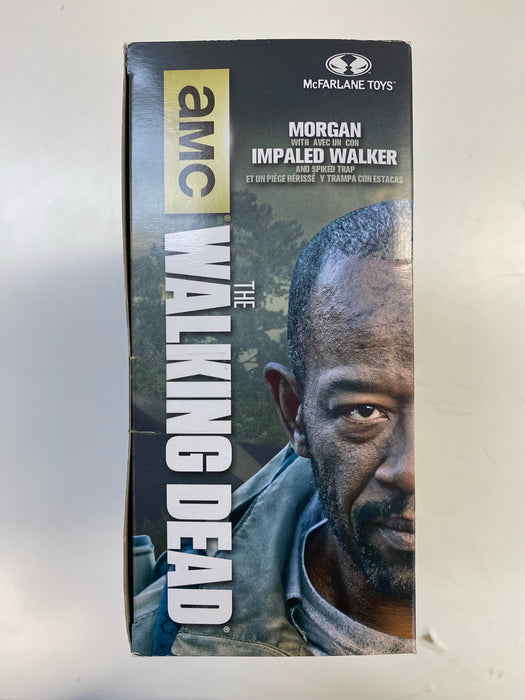 McFARLANE TOYS™
MORGAN
WITH AVEC UN CON
IMPALED WALKER
AND SPIKED TRAP
ET UN PIÈGE HÉRISSÉ Y TRAMPA CON ESTACAS
amc®
THE
WALKING DEAD®